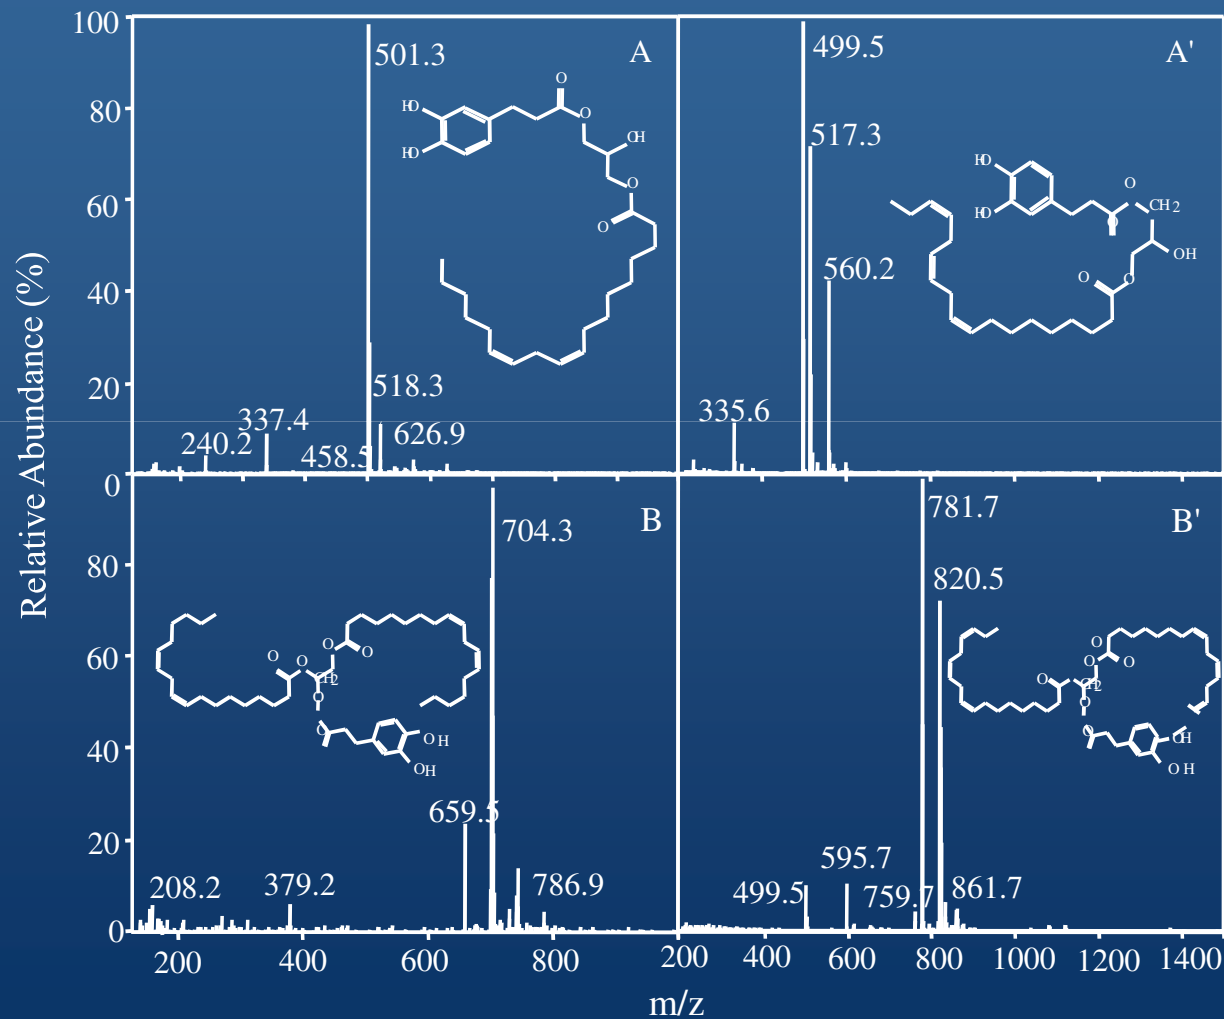 Relative Abundance (%)
100
80
60
40
20
0
A
501.3
518.3
337.4
240.2
458.5
626.9
HO
HO
O
O
OH
O
O
A'
499.5
517.3
560.2
335.6
HO
HO
O
O
CH2
OH
O
O
80
60
40
20
0
B
704.3
659.5
208.2
379.2
786.9
O
O
O
O
CH2
O
O
OH
OH
B'
781.7
820.5
595.7
499.5
759.7
861.7
O
O
O
O
CH2
O
O
OH
OH
200 400 600 800
200 400 600 800 1000 1200 1400
m/z